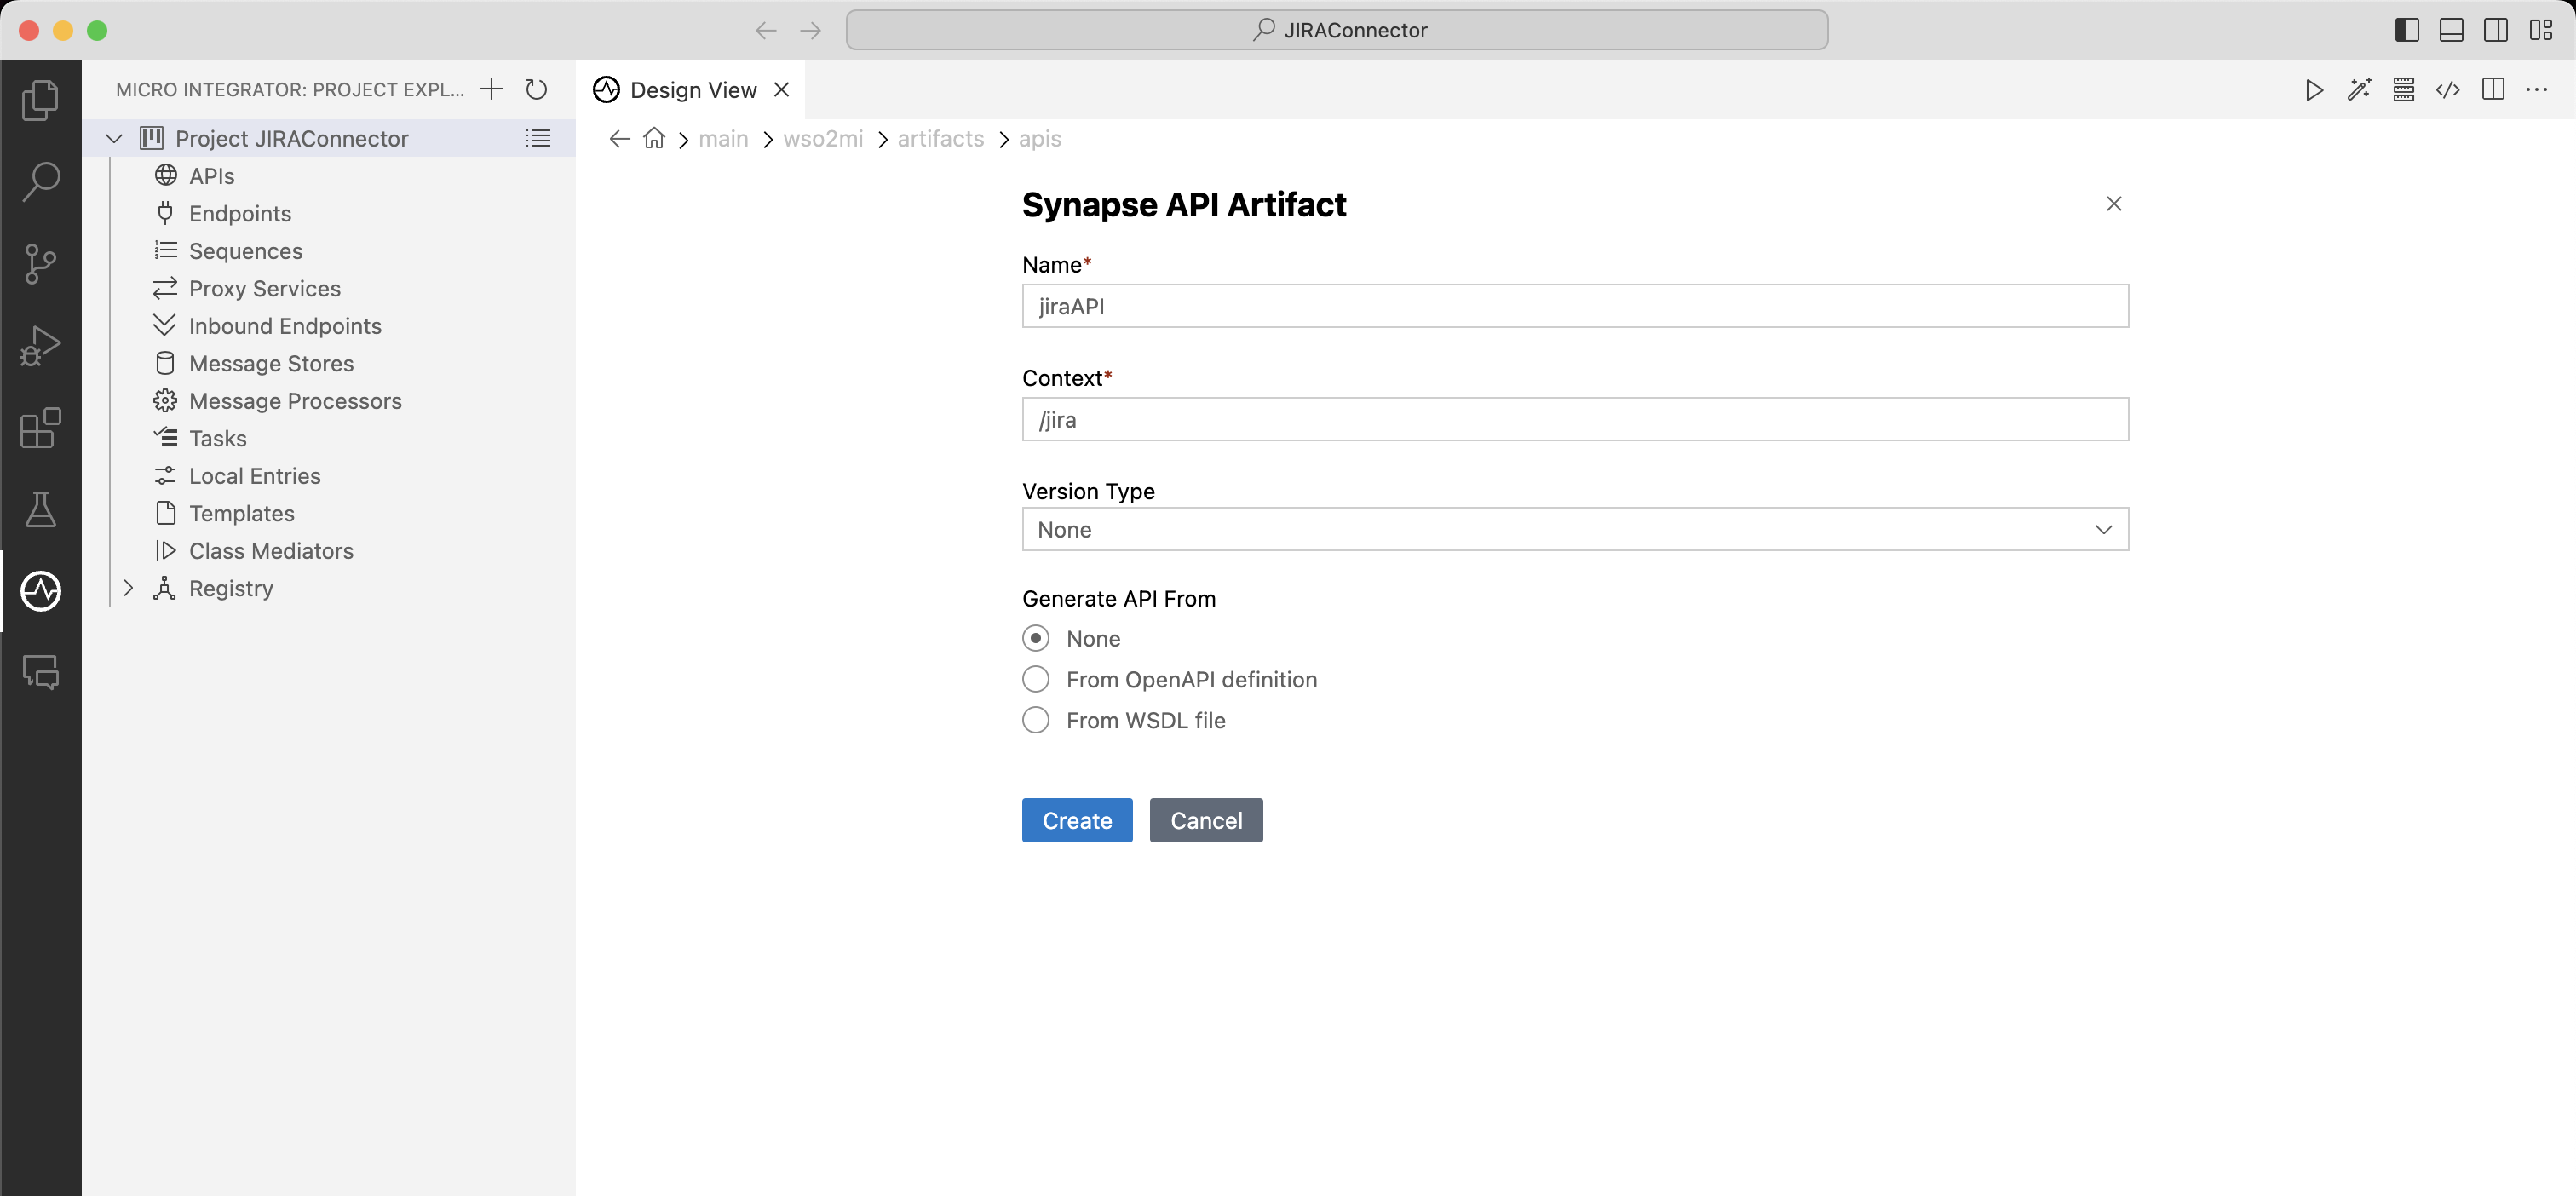 JIRAConnector
MICRO INTEGRATOR: PROJECT EXPL...
Project JIRAConnector
APIs
Endpoints
Sequences
Proxy Services
Inbound Endpoints
Message Stores
Message Processors
Tasks
Local Entries
Templates
Class Mediators
Registry
Design View
main > wso2mi > artifacts > apis
Synapse API Artifact
Name*
jiraAPI
Context*
/jira
Version Type
None
Generate API From
None
From OpenAPI definition
From WSDL file
Create Cancel